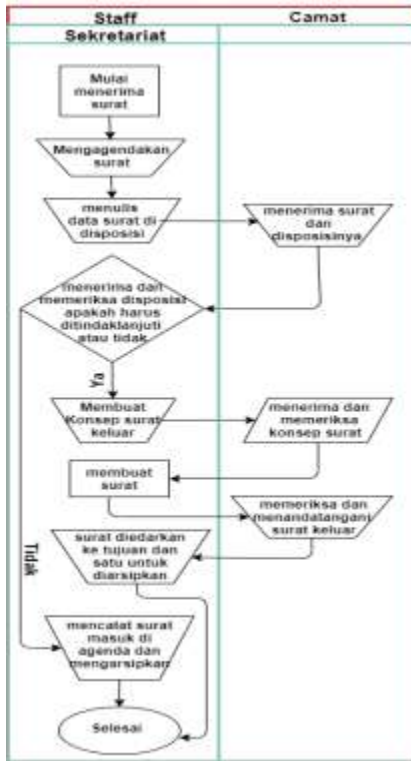 Staff
Sekretariat
Camat
Mulai
menerima
surat
Mengagendakan
surat
menulis
data surat di
disposisi
menerima surat
dan
disposisinya
menerima dan
memeriksa disposisi
apakah harus
ditindaklanjuti
atau tidak
Ya
Membuat
Konsep surat
keluar
menerima dan
memeriksa
konsep surat
membuat
surat
memeriksa dan
menandatangani
surat keluar
surat diedarkan
ke tujuan dan
satu untuk
diarsipkan
Tidak
mencatat surat
masuk di
agenda dan
mengarsipkan
Selesai